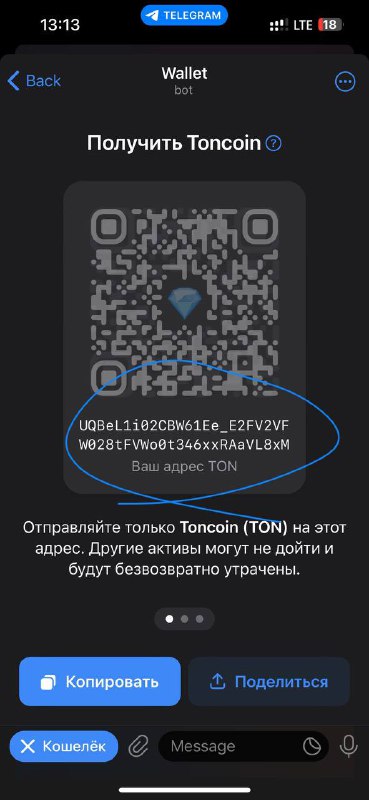 13:13
TELEGRAM
LTE 18
Back
Wallet
bot
Получить Toncoin ?
UQBeL1i02CBW61Ee_E2FV2VF
W028tFVWo0t346xxRAaVL8xM
Ваш адрес TON
Отправляйте только Toncoin (TON) на этот
адрес. Другие активы могут не дойти и
будут безвозвратно утрачены.
Копировать
Поделиться
Кошелёк
Message